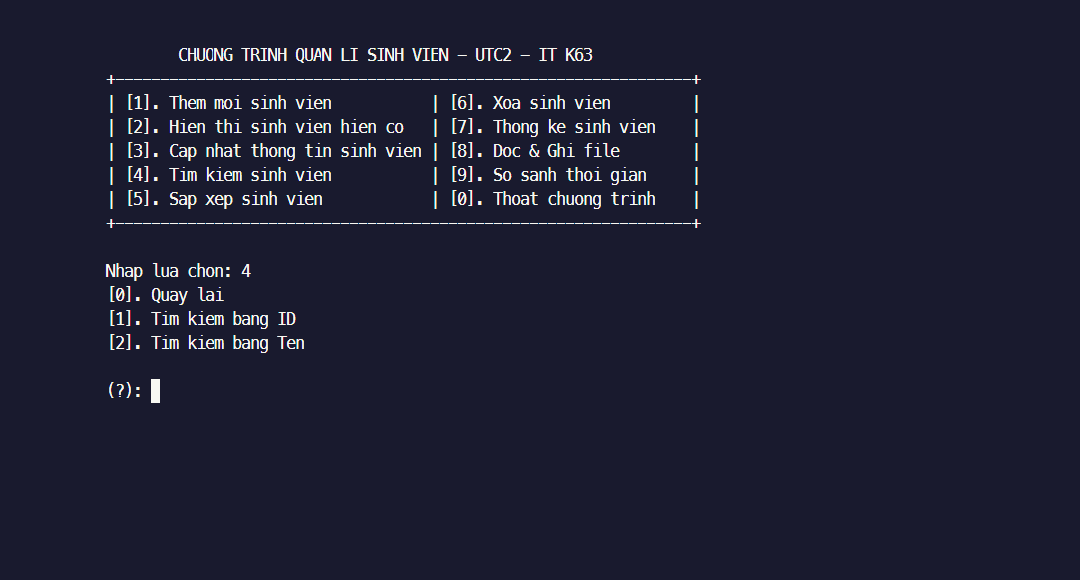 CHUONG TRINH QUAN LI SINH VIEN - UTC2 - IT K63
+----------------------------------------------------------------+
| [1]. Them moi sinh vien | [6]. Xoa sinh vien |
| [2]. Hien thi sinh vien hien co | [7]. Thong ke sinh vien |
| [3]. Cap nhat thong tin sinh vien | [8]. Doc & Ghi file |
| [4]. Tim kiem sinh vien | [9]. So sanh thoi gian |
| [5]. Sap xep sinh vien | [0]. Thoat chuong trinh |
+----------------------------------------------------------------+
Nhap lua chon: 4
[0]. Quay lai
[1]. Tim kiem bang ID
[2]. Tim kiem bang Ten
(?):